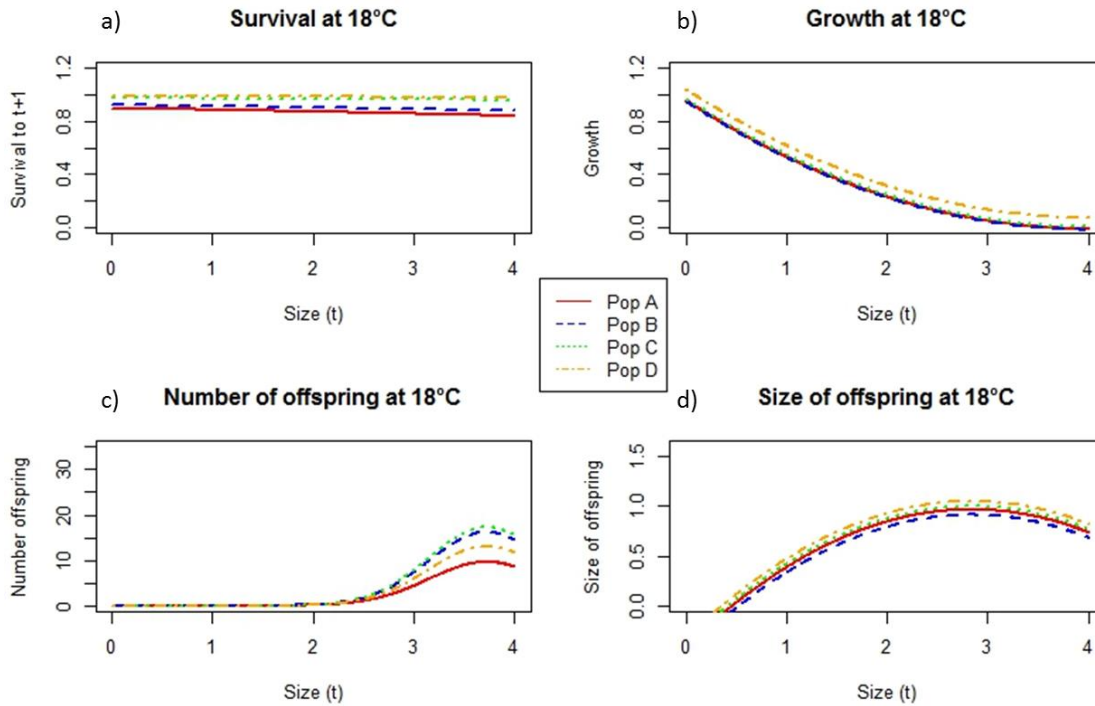 a) Survival at 18°C
Survival to t+1
1.2
0.8
0.4
0.0
0 1 2 3 4
Size (t)
b) Growth at 18°C
Growth
1.2
0.8
0.4
0.0
0 1 2 3 4
Size (t)
Pop A
Pop B
Pop C
Pop D
c) Number of offspring at 18°C
Number offspring
30
20
10
0
0 1 2 3 4
Size (t)
d) Size of offspring at 18°C
Size of offspring
1.5
1.0
0.5
0.0
0 1 2 3 4
Size (t)